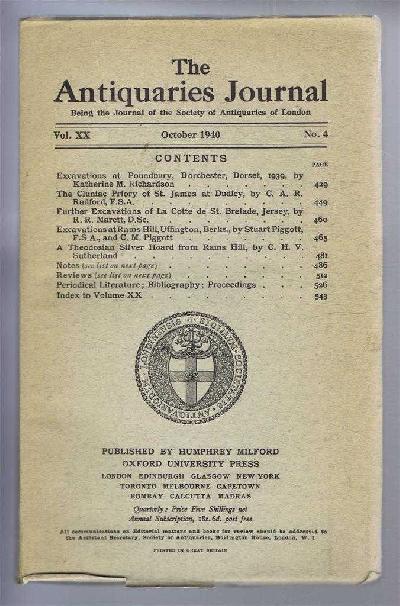 The
Antiquaries Journal
Being the Journal of the Society of Antiquaries of London
Vol. XX October 1940 No. 4
CONTENTS
PAGE
Excavations at Poundbury, Dorchester, Dorset, 1939, by
Katherine M. Richardson 429
The Cluniac Priory of St. James at Dudley, by C. A. R.
Radford, F.S.A. 449
Further Excavations of La Cotte de St. Brelade, Jersey, by
R. R. Marett, D.Sc. 460
Excavations at Rams Hill, Uffington, Berks., by Stuart Piggott,
F.S.A., and C. M. Piggott 465
A Theodosian Silver Hoard from Rams Hill, by C. H. V.
Sutherland 481
Notes (see list on next page) 486
Reviews (see list on next page)
Periodical Literature; Bibliography; Proceedings 526
Index to Volume XX 543
PUBLISHED BY HUMPHREY MILFORD
OXFORD UNIVERSITY PRESS
LONDON EDINBURGH GLASGOW NEW YORK
TORONTO MELBOURNE CAPETOWN
BOMBAY CALCUTTA MADRAS
Quarterly: Price Five Shillings net
Annual Subscription, 18s. 6d. post free
All communications on Editorial matters and books for review should be addressed to
the Assistant Secretary, Society of Antiquaries, Burlington House, London, W. 1
PRINTED IN GREAT BRITAIN